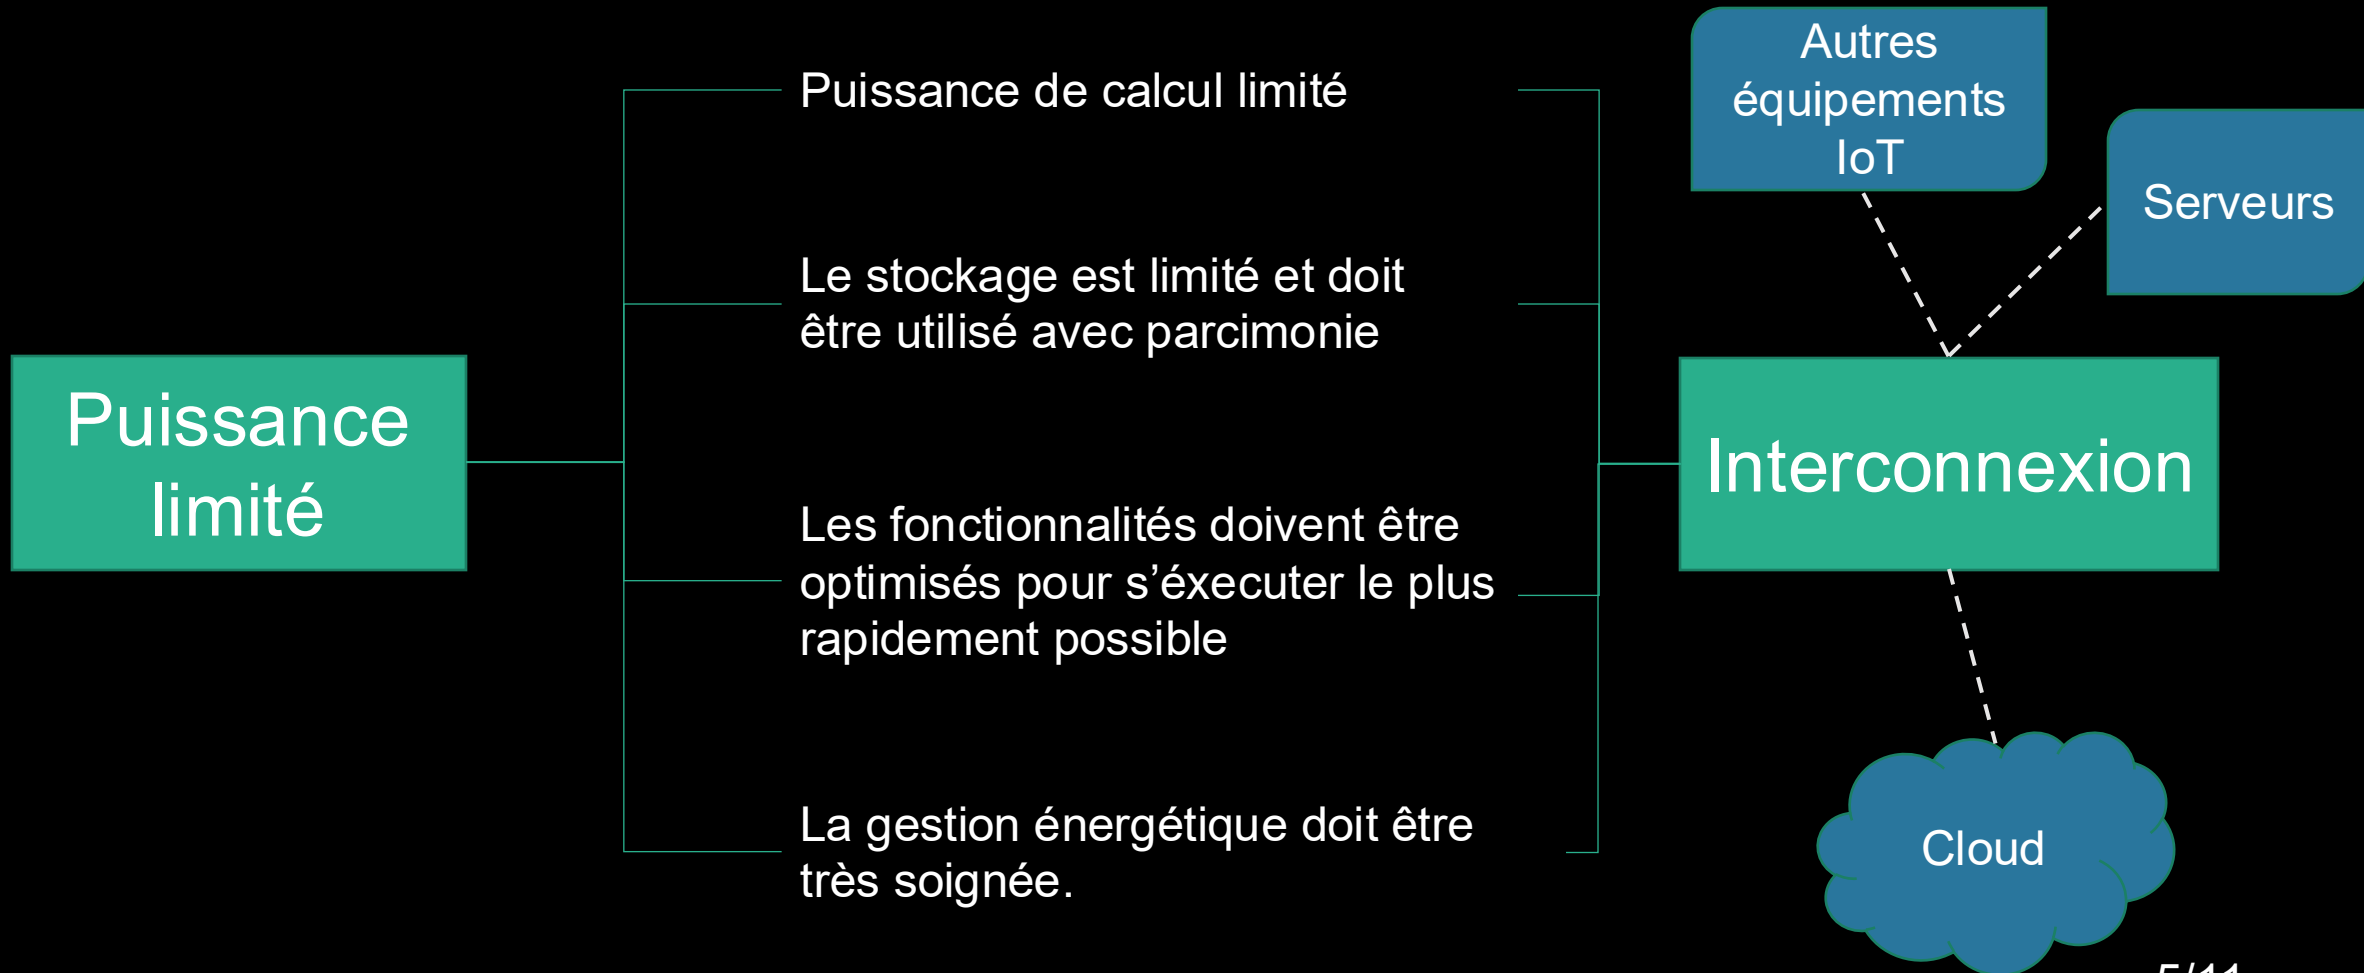 Puissance
limité
Puissance de calcul limité
Le stockage est limité et doit
être utilisé avec parcimonie
Les fonctionnalités doivent être
optimisés pour s’éxecuter le plus
rapidement possible
La gestion énergétique doit être
très soignée.
Autres
équipements
IoT
Serveurs
Interconnexion
Cloud
5/11